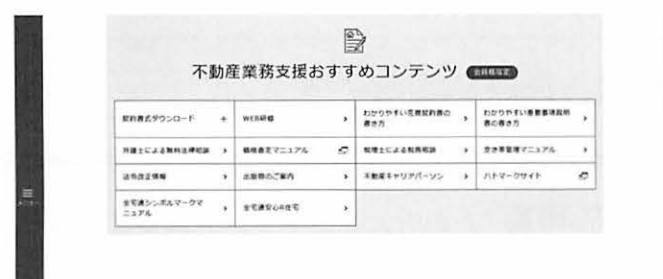 不動産業務支援おすすめコンテンツ
会員様限定
契約書式ダウンロード +
WEB研修
わかりやすい売買契約書の
書き方
わかりやすい重要事項説明
書の書き方
弁護士による無料法律相談
価格査定マニュアル
税理士による税務相談
空き家管理マニュアル
法令改正情報
出版物のご案内
不動産キャリアパーソン
ハトマークサイト
全宅連シンボルマークマ
ニュアル
全宅連安心R住宅